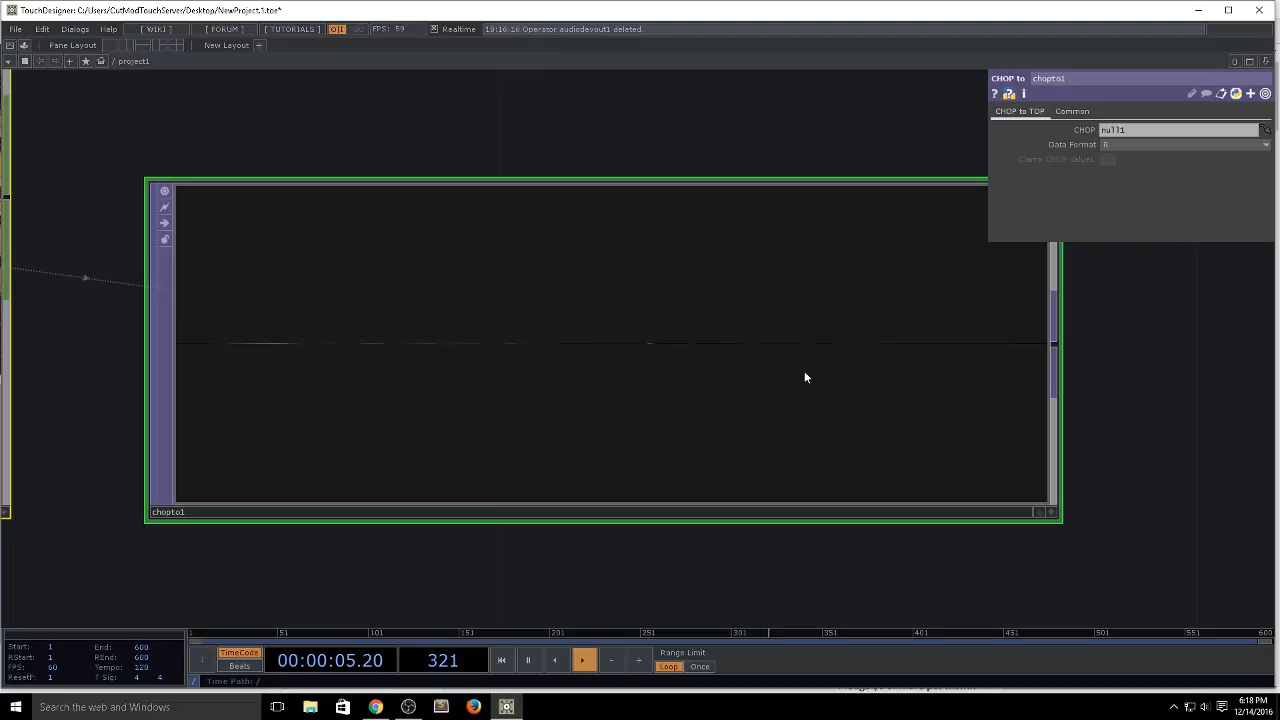 TouchDesigner: C:/Users/CutModTouchServer/Desktop/NewProject.1.toe*
File Edit Dialogs Help [ WIKI ] [ FORUM ] [ TUTORIALS ] O|I FPS: 59 Realtime 18:16:16 Operator audiodevout1 deleted.
Pane Layout New Layout +
/ project1
CHOP to chopto1
? i
CHOP to TOP Common
CHOP null1
Data Format R
Clamp CHOP Values
chopto1
1 51 101 151 201 251 301 351 401 451 501 551 600
Start: 1 End: 600
RStart: 1 REnd: 600
FPS: 60 Tempo: 120
ResetF: 1 T Sig: 4 4
TimeCode
Beats
00:00:05.20 321
Range Limit
Loop Once
/ Time Path: /
Search the web and Windows
6:18 PM
12/14/2016